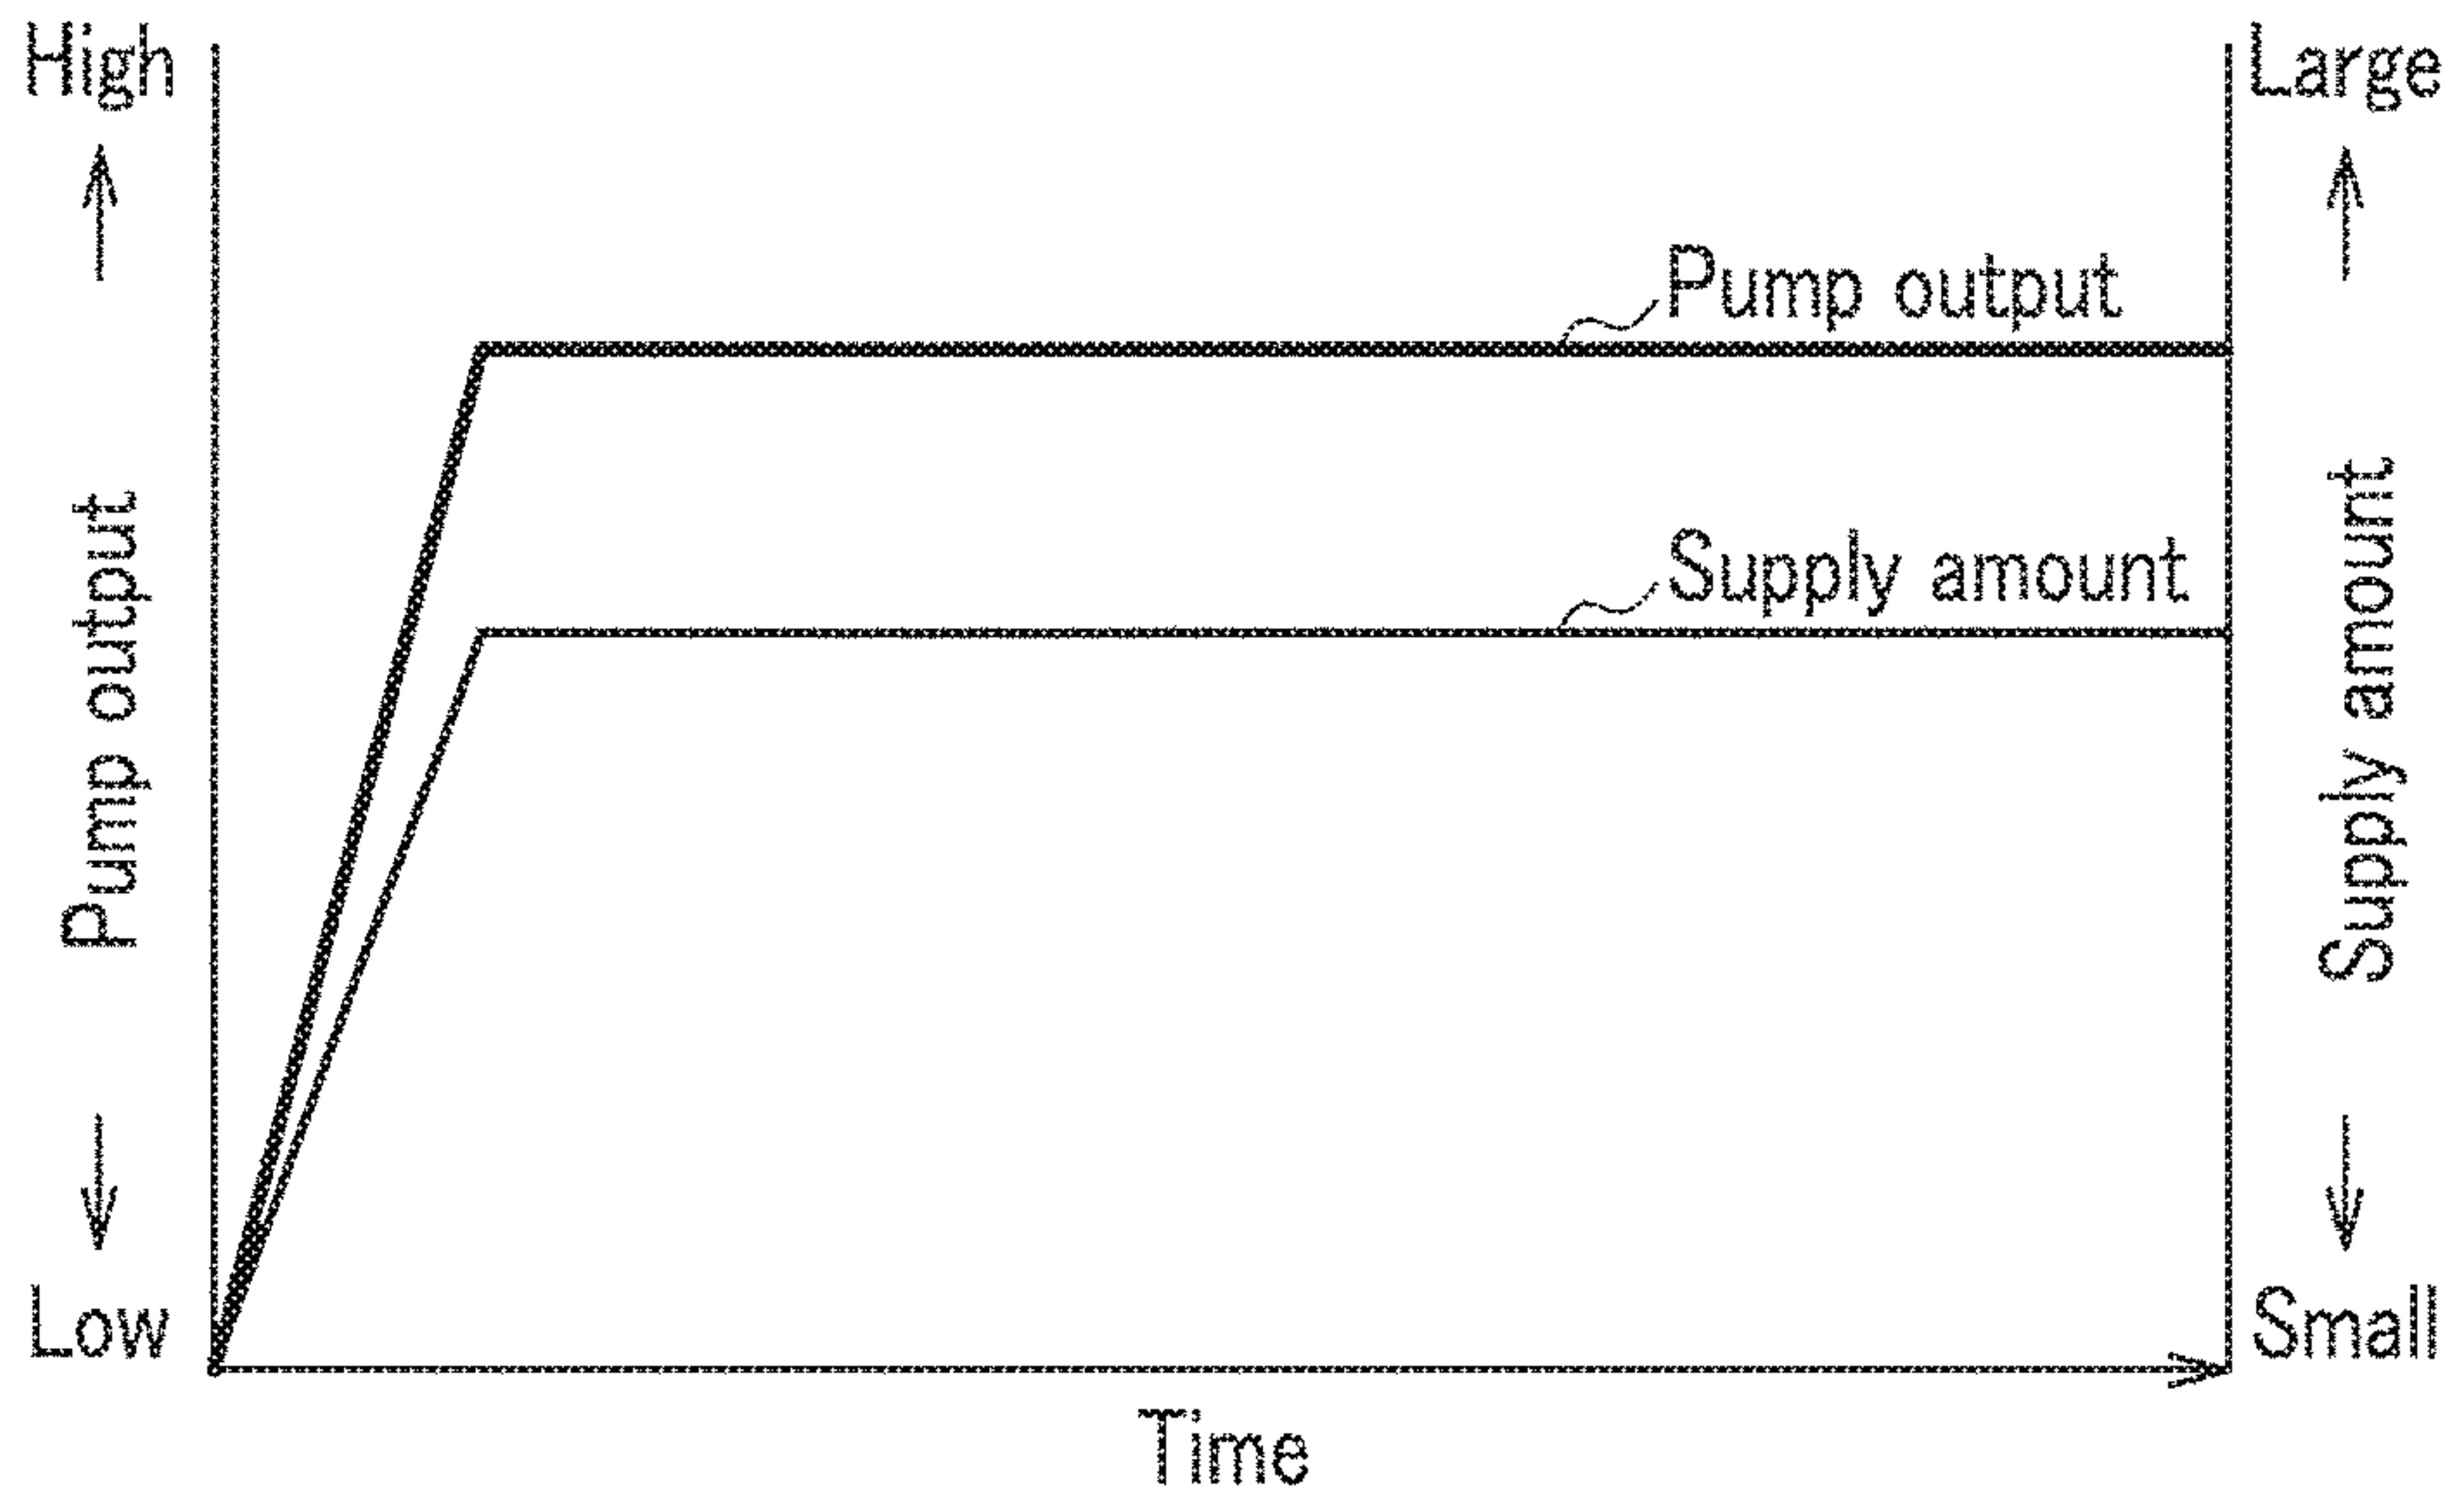 High
Large
Pump output
Supply amount
Pump output
Supply amount
Low
Small
Time